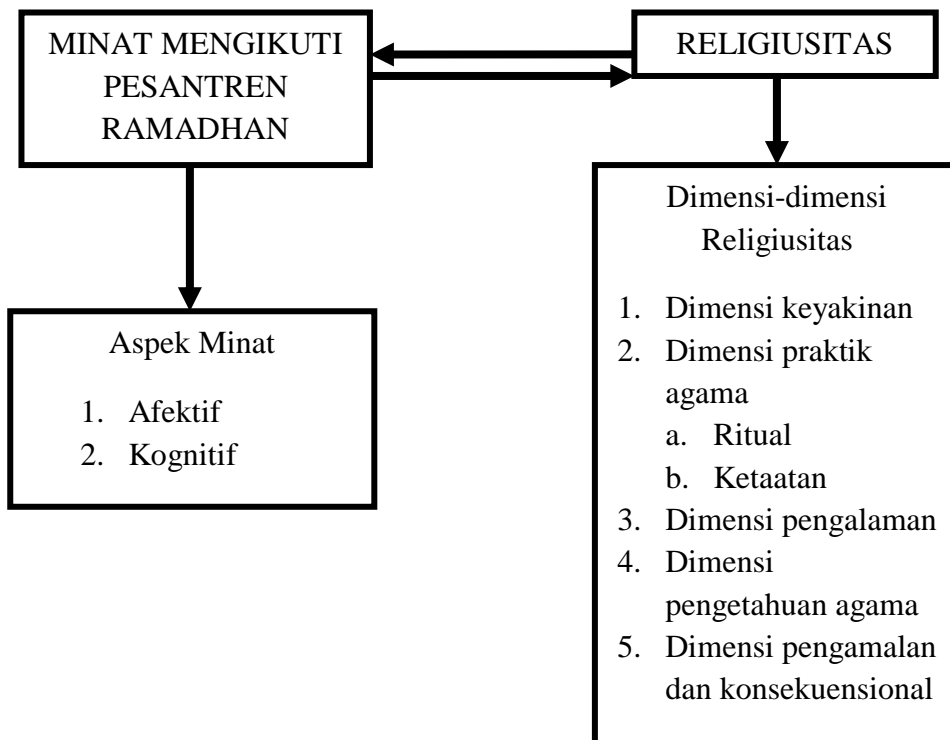 MINAT MENGIKUTI
PESANTREN
RAMADHAN
RELIGIUSITAS
Aspek Minat
1. Afektif
2. Kognitif
Dimensi-dimensi
Religiusitas
1. Dimensi keyakinan
2. Dimensi praktik
agama
a. Ritual
b. Ketaatan
3. Dimensi pengalaman
4. Dimensi
pengetahuan agama
5. Dimensi pengamalan
dan konsekuensional